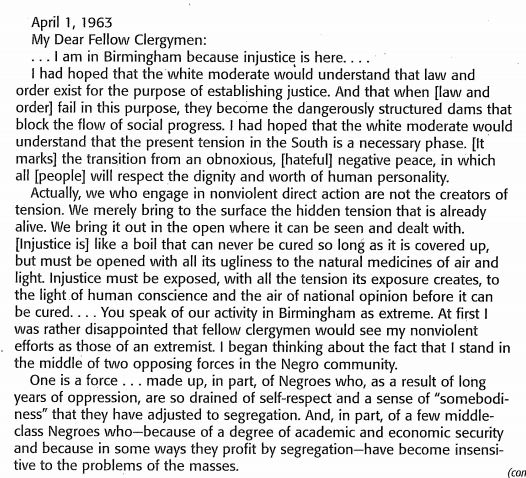 April 1, 1963
My Dear Fellow Clergymen:
. . . I am in Birmingham because injustice is here. . . .
I had hoped that the white moderate would understand that law and
order exist for the purpose of establishing justice. And that when [law and
order] fail in this purpose, they become the dangerously structured dams that
block the flow of social progress. I had hoped that the white moderate would
understand that the present tension in the South is a necessary phase. [It
marks] the transition from an obnoxious, [hateful] negative peace, in which
all [people] will respect the dignity and worth of human personality.
Actually, we who engage in nonviolent direct action are not the creators of
tension. We merely bring to the surface the hidden tension that is already
alive. We bring it out in the open where it can be seen and dealt with.
[Injustice is] like a boil that can never be cured so long as it is covered up,
but must be opened with all its ugliness to the natural medicines of air and
light. Injustice must be exposed, with all the tension its exposure creates, to
the light of human conscience and the air of national opinion before it can
be cured. . . . You speak of our activity in Birmingham as extreme. At first I
was rather disappointed that fellow clergymen would see my nonviolent
efforts as those of an extremist. I began thinking about the fact that I stand in
the middle of two opposing forces in the Negro community.
One is a force . . . made up, in part, of Negroes who, as a result of long
years of oppression, are so drained of self-respect and a sense of “somebodi-
ness” that they have adjusted to segregation. And, in part, of a few middle-
class Negroes who—because of a degree of academic and economic security
and because in some ways they profit by segregation—have become insensi-
tive to the problems of the masses.
(con